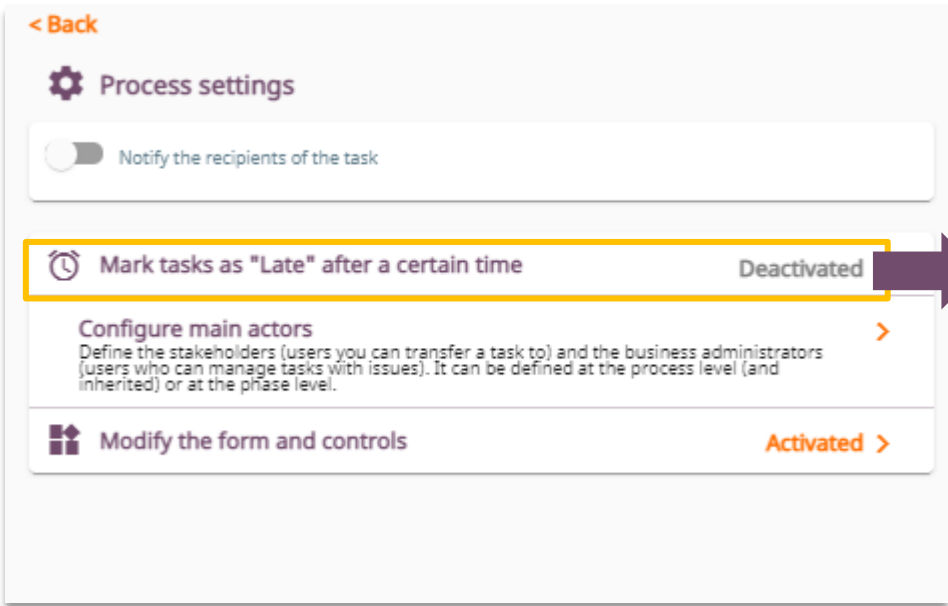 < Back
Process settings
Notify the recipients of the task
Mark tasks as "Late" after a certain time
Deactivated
Configure main actors
Define the stakeholders (users you can transfer a task to) and the business administrators
(users who can manage tasks with issues). It can be defined at the process level (and
inherited) or at the phase level.
Modify the form and controls
Activated >